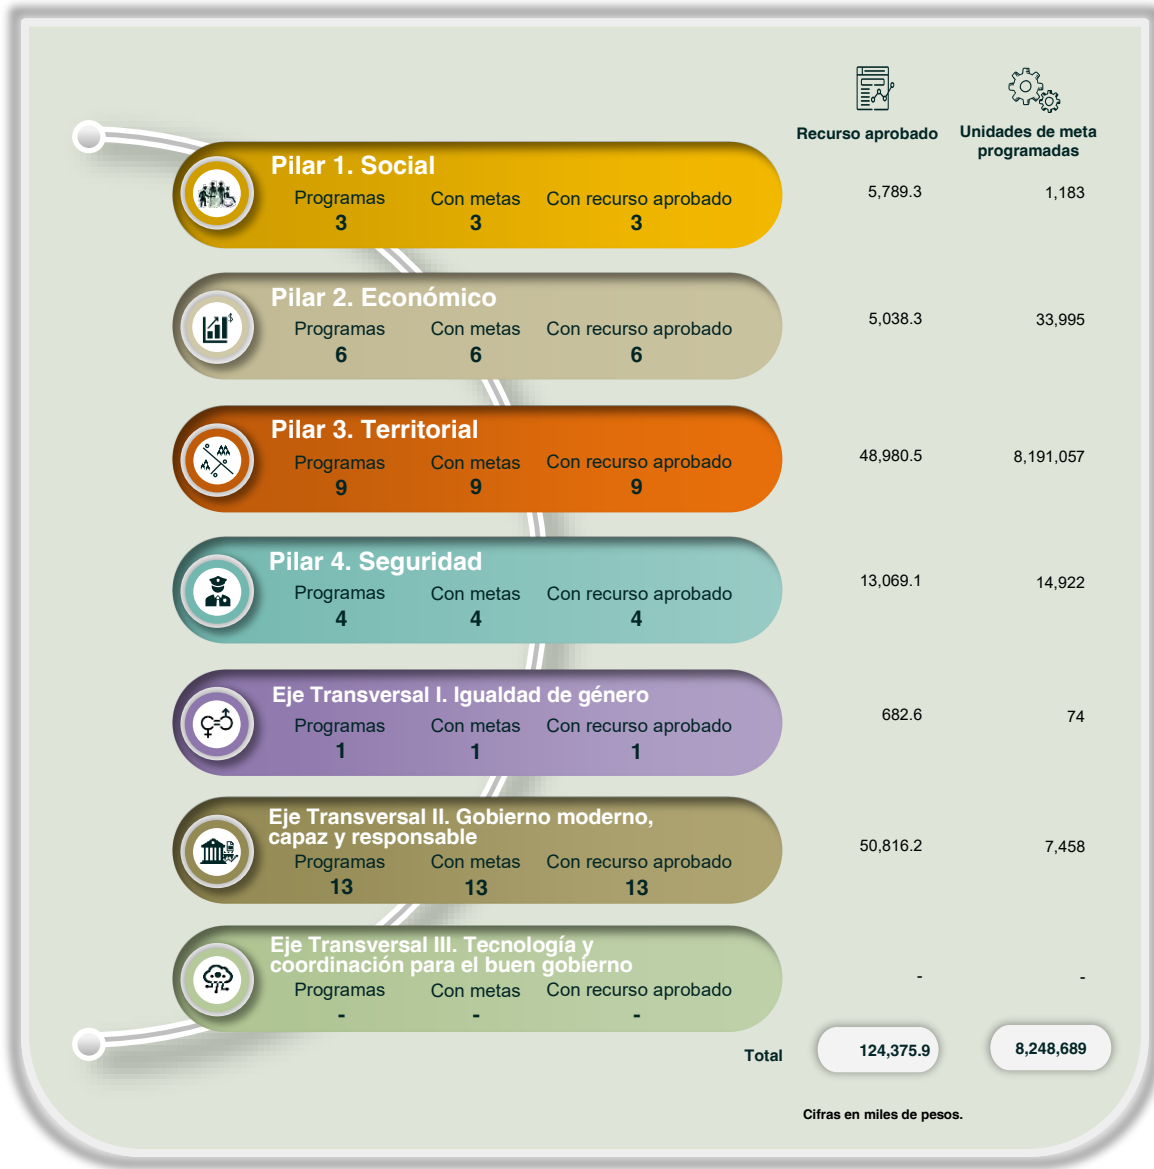 Recurso aprobado
Unidades de meta
programadas
Pilar 1. Social
Programas Con metas Con recurso aprobado
3 3 3
5,789.3 1,183
Pilar 2. Económico
Programas Con metas Con recurso aprobado
6 6 6
5,038.3 33,995
Pilar 3. Territorial
Programas Con metas Con recurso aprobado
9 9 9
48,980.5 8,191,057
Pilar 4. Seguridad
Programas Con metas Con recurso aprobado
4 4 4
13,069.1 14,922
Eje Transversal I. Igualdad de género
Programas Con metas Con recurso aprobado
1 1 1
682.6 74
Eje Transversal II. Gobierno moderno,
capaz y responsable
Programas Con metas Con recurso aprobado
13 13 13
50,816.2 7,458
Eje Transversal III. Tecnología y
coordinación para el buen gobierno
Programas Con metas Con recurso aprobado
- - -
- -
Total 124,375.9 8,248,689
Cifras en miles de pesos.